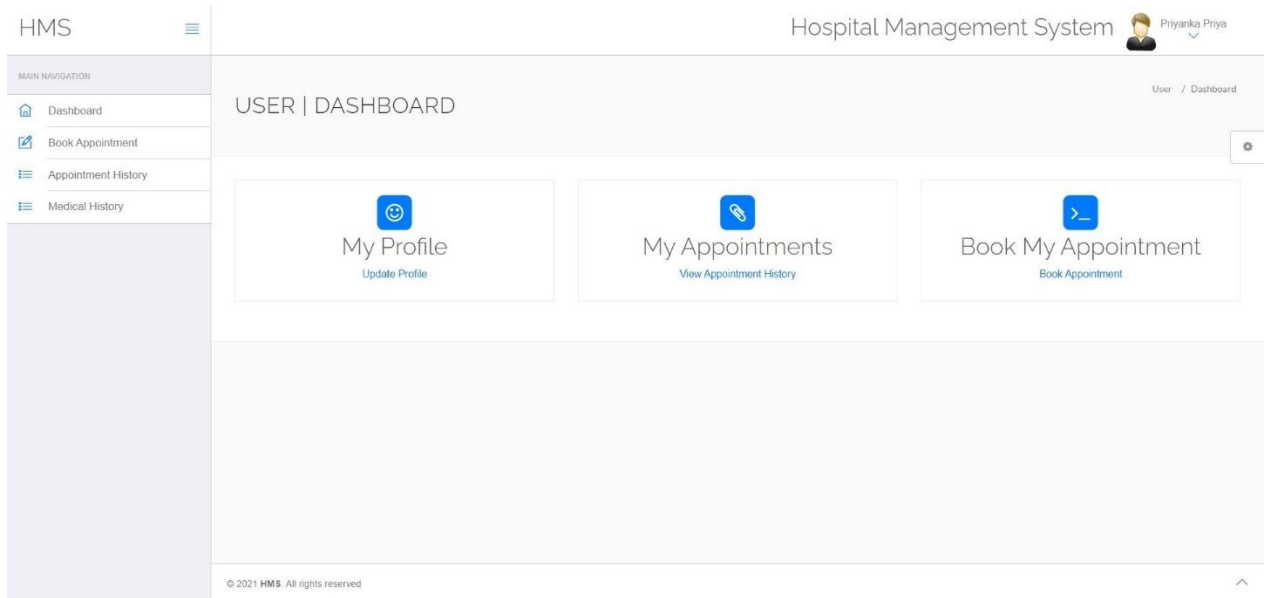 HMS
Hospital Management System
Priyanka Priya
MAIN NAVIGATION
Dashboard
Book Appointment
Appointment History
Medical History
USER | DASHBOARD
User / Dashboard
My Profile
Update Profile
My Appointments
View Appointment History
Book My Appointment
Book Appointment
© 2021 HMS. All rights reserved